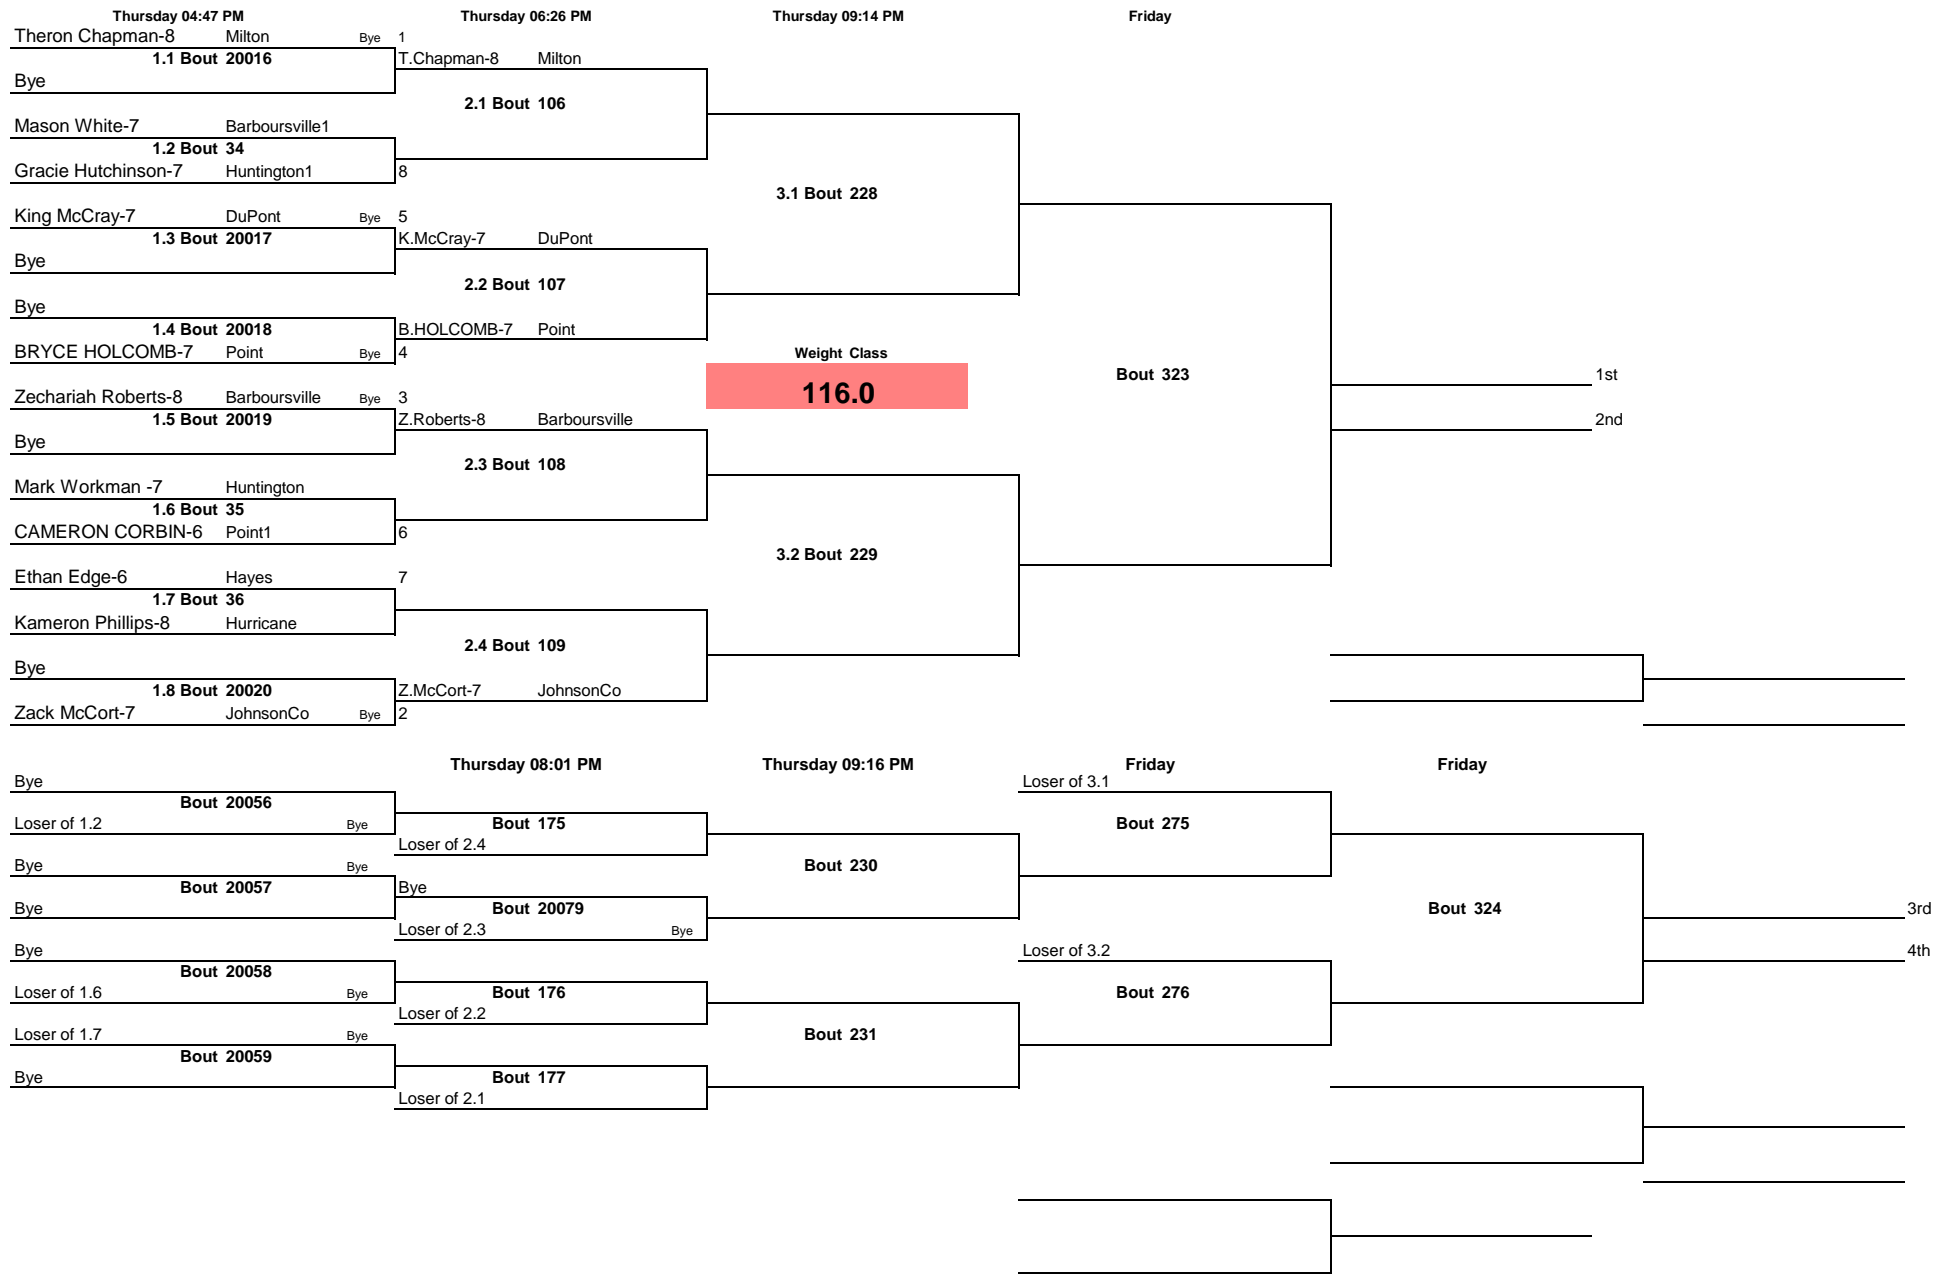 Thursday 04:47 PM Thursday 06:26 PM Thursday 09:14 PM Friday
Theron Chapman-8 Milton Bye 1
1.1 Bout 20016 T.Chapman-8 Milton
Bye
2.1 Bout 106
Mason White-7 Barboursville1
1.2 Bout 34
Gracie Hutchinson-7 Huntington1 8
3.1 Bout 228
King McCray-7 DuPont Bye 5
1.3 Bout 20017 K.McCray-7 DuPont
Bye
2.2 Bout 107
Bye
1.4 Bout 20018 B.HOLCOMB-7 Point
BRYCE HOLCOMB-7 Point Bye 4 Weight Class
Bout 323 1st
116.0
Zechariah Roberts-8 Barboursville Bye 3
1.5 Bout 20019 Z.Roberts-8 Barboursville 2nd
Bye
2.3 Bout 108
Mark Workman -7 Huntington
1.6 Bout 35
CAMERON CORBIN-6 Point1 6
3.2 Bout 229
Ethan Edge-6 Hayes 7
1.7 Bout 36
Kameron Phillips-8 Hurricane
2.4 Bout 109
Bye
1.8 Bout 20020 Z.McCort-7 JohnsonCo
Zack McCort-7 JohnsonCo Bye 2
Thursday 08:01 PM Thursday 09:16 PM Friday Friday
Bye Loser of 3.1
Bout 20056
Loser of 1.2 Bye Bout 175 Bout 275
Loser of 2.4
Bye Bye Bout 230
Bout 20057 Bye
Bye Bout 20079 Bout 324 3rd
Loser of 2.3 Bye
Bye Loser of 3.2 4th
Bout 20058
Loser of 1.6 Bye Bout 176 Bout 276
Loser of 2.2
Loser of 1.7 Bye Bout 231
Bout 20059
Bye Bout 177
Loser of 2.1